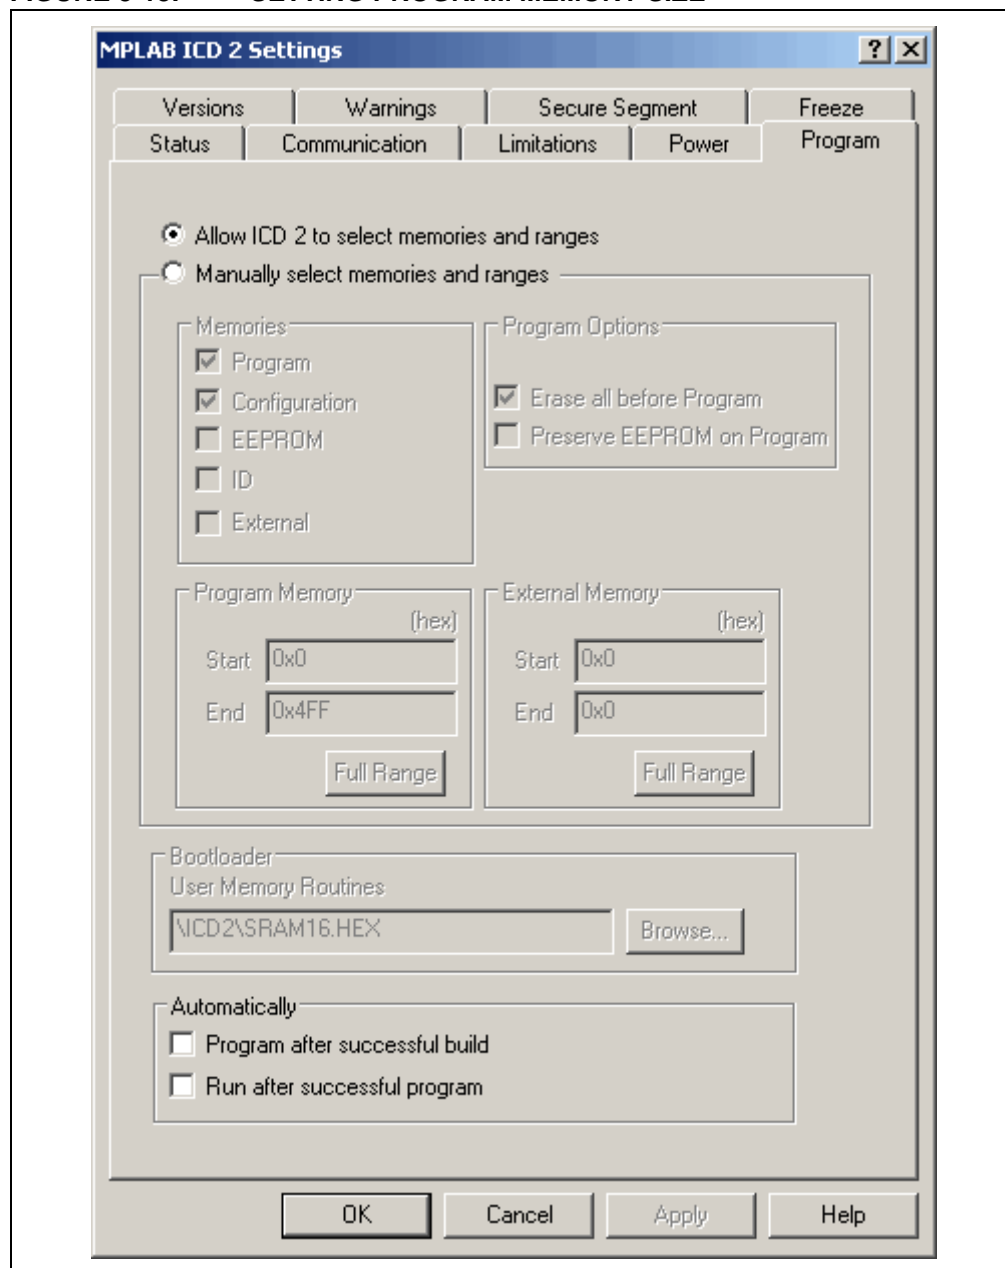 MPLAB ICD 2 Settings
Versions Warnings Secure Segment Freeze
Status Communication Limitations Power Program
Allow ICD 2 to select memories and ranges
Manually select memories and ranges
Memories
Program
Configuration
EEPROM
ID
External
Program Options
Erase all before Program
Preserve EEPROM on Program
Program Memory
(hex)
Start 0x0
End 0x4FF
Full Range
External Memory
(hex)
Start 0x0
End 0x0
Full Range
Bootloader
User Memory Routines
\ICD2\SRAM16.HEX Browse...
Automatically
Program after successful build
Run after successful program
OK Cancel Apply Help